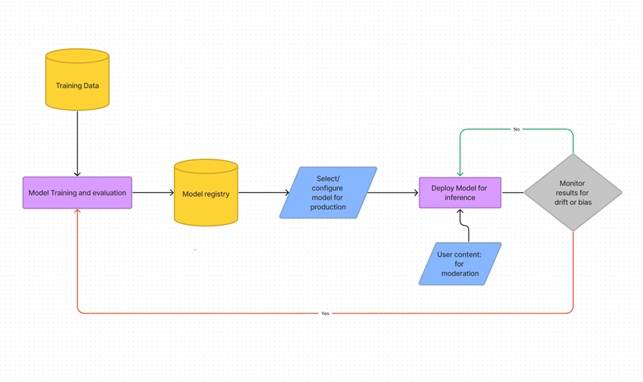 Training Data
Model Training and evaluation
Model registry
Select/
configure
model for
production
Deploy Model for
inference
No
Monitor
results for
drift or bias
User content:
for
moderation
Yes